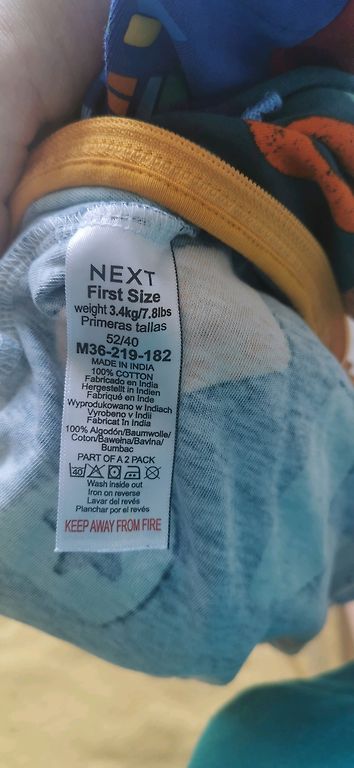 NEXT
First Size
weight 3.4kg/7.8lbs
Primeras tallas
52/40
M36-219-182
MADE IN INDIA
100% COTTON
Fabricado en India
Hergestellt in Indien
Fabriqué en Inde
Wyprodukowano w Indiach
Vyrobeno v Indii
Fabricat în India
100% Algodón/Baumwolle/
Coton/Bawełna/Bavlna/
Bumbac
PART OF A 2 PACK
40
Wash inside out
Iron on reverse
Lavar del revés
Planchar por el revés
KEEP AWAY FROM FIRE